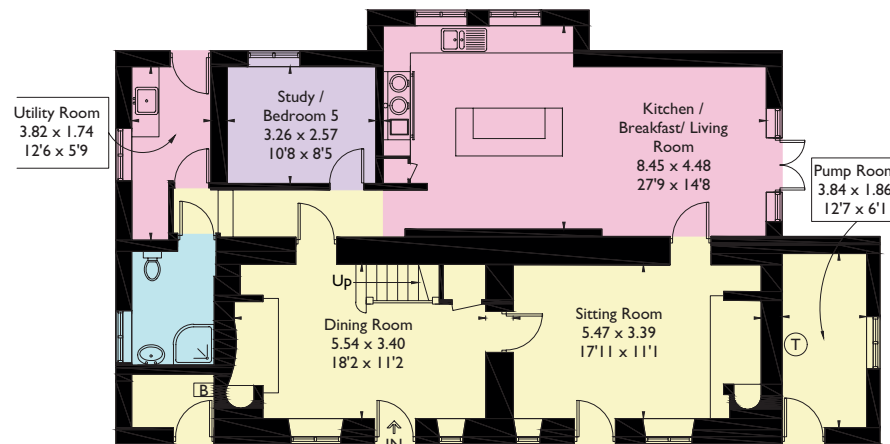 Utility Room
3.82 x 1.74
12'6 x 5'9
Study /
Bedroom 5
3.26 x 2.57
10'8 x 8'5
Kitchen /
Breakfast/ Living
Room
8.45 x 4.48
27'9 x 14'8
Pump Room
3.84 x 1.86
12'7 x 6'1
Up
Dining Room
5.54 x 3.40
18'2 x 11'2
Sitting Room
5.47 x 3.39
17'11 x 11'1
T
B
IN